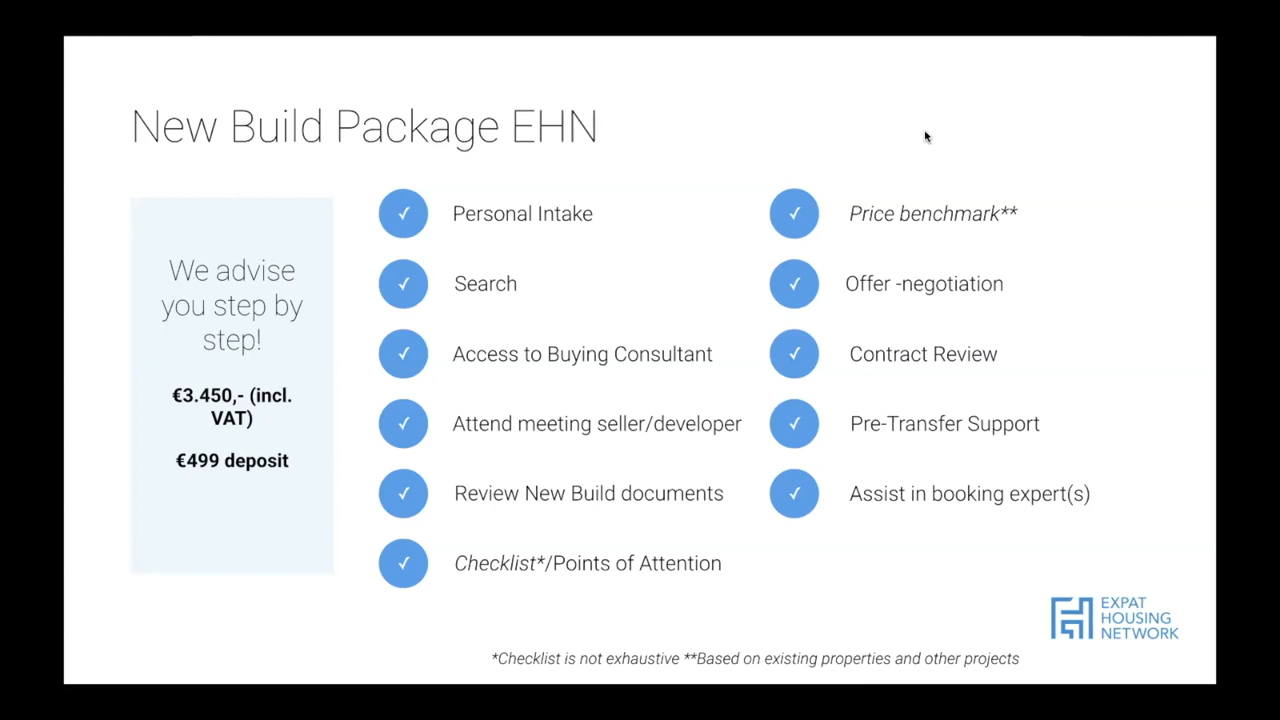 New Build Package EHN
We advise
you step by
step!
€3.450,- (incl.
VAT)
€499 deposit
✓ Personal Intake
✓ Search
✓ Access to Buying Consultant
✓ Attend meeting seller/developer
✓ Review New Build documents
✓ Checklist*/Points of Attention
✓ Price benchmark**
✓ Offer -negotiation
✓ Contract Review
✓ Pre-Transfer Support
✓ Assist in booking expert(s)
EXPAT
HOUSING
NETWORK
*Checklist is not exhaustive **Based on existing properties and other projects